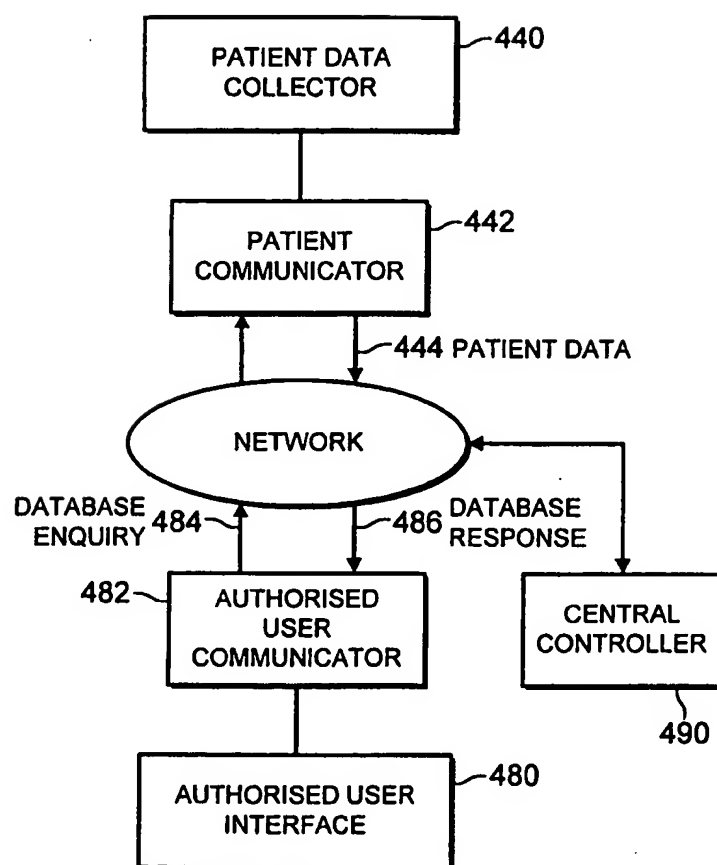 PATIENT DATA
COLLECTOR
440
PATIENT
COMMUNICATOR
442
444 PATIENT DATA
NETWORK
DATABASE
ENQUIRY
484
486
DATABASE
RESPONSE
482
AUTHORISED
USER
COMMUNICATOR
CENTRAL
CONTROLLER
490
480
AUTHORISED USER
INTERFACE